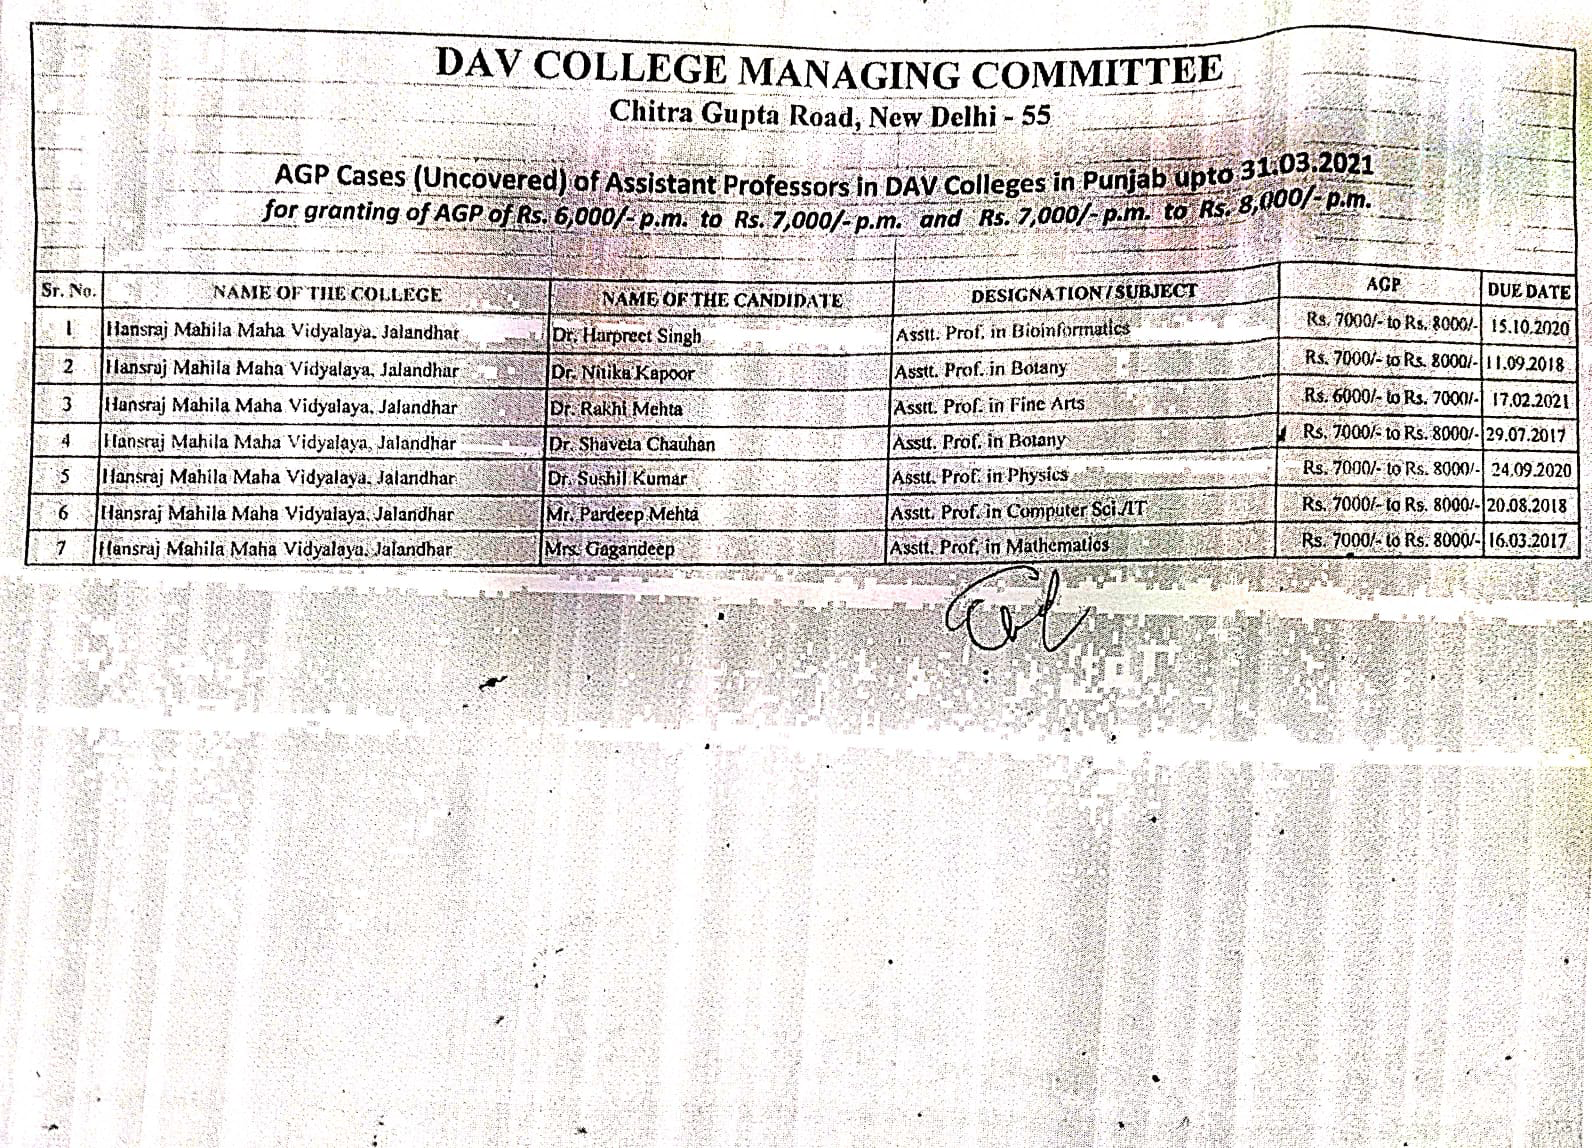 DAV COLLEGE MANAGING COMMITTEE
Chitra Gupta Road, New Delhi - 55
AGP Cases (Uncovered) of Assistant Professors in DAV Colleges in Punjab upto 31.03.2021
for granting of AGP of Rs. 6,000/- p.m. to Rs. 7,000/- p.m. and Rs. 7,000/- p.m. to Rs. 8,000/- p.m.
Sr. No. NAME OF THE COLLEGE NAME OF THE CANDIDATE DESIGNATION / SUBJECT AGP DUE DATE
1 Hansraj Mahila Maha Vidyalaya, Jalandhar Dr. Harpreet Singh Asstt. Prof. in Bioinformatics Rs. 7000/- to Rs. 8000/- 15.10.2020
2 Hansraj Mahila Maha Vidyalaya, Jalandhar Dr. Nitika Kapoor Asstt. Prof. in Botany Rs. 7000/- to Rs. 8000/- 11.09.2018
3 Hansraj Mahila Maha Vidyalaya, Jalandhar Dr. Rakhi Mehta Asstt. Prof. in Fine Arts Rs. 6000/- to Rs. 7000/- 17.02.2021
4 Hansraj Mahila Maha Vidyalaya, Jalandhar Dr. Shaveta Chauhan Asstt. Prof. in Botany Rs. 7000/- to Rs. 8000/- 29.07.2017
5 Hansraj Mahila Maha Vidyalaya, Jalandhar Dr. Sushil Kumar Asstt. Prof. in Physics Rs. 7000/- to Rs. 8000/- 24.09.2020
6 Hansraj Mahila Maha Vidyalaya, Jalandhar Mr. Pardeep Mehta Asstt. Prof. in Computer Sci./IT Rs. 7000/- to Rs. 8000/- 20.08.2018
7 Hansraj Mahila Maha Vidyalaya, Jalandhar Mrs. Gagandeep Asstt. Prof. in Mathematics Rs. 7000/- to Rs. 8000/- 16.03.2017